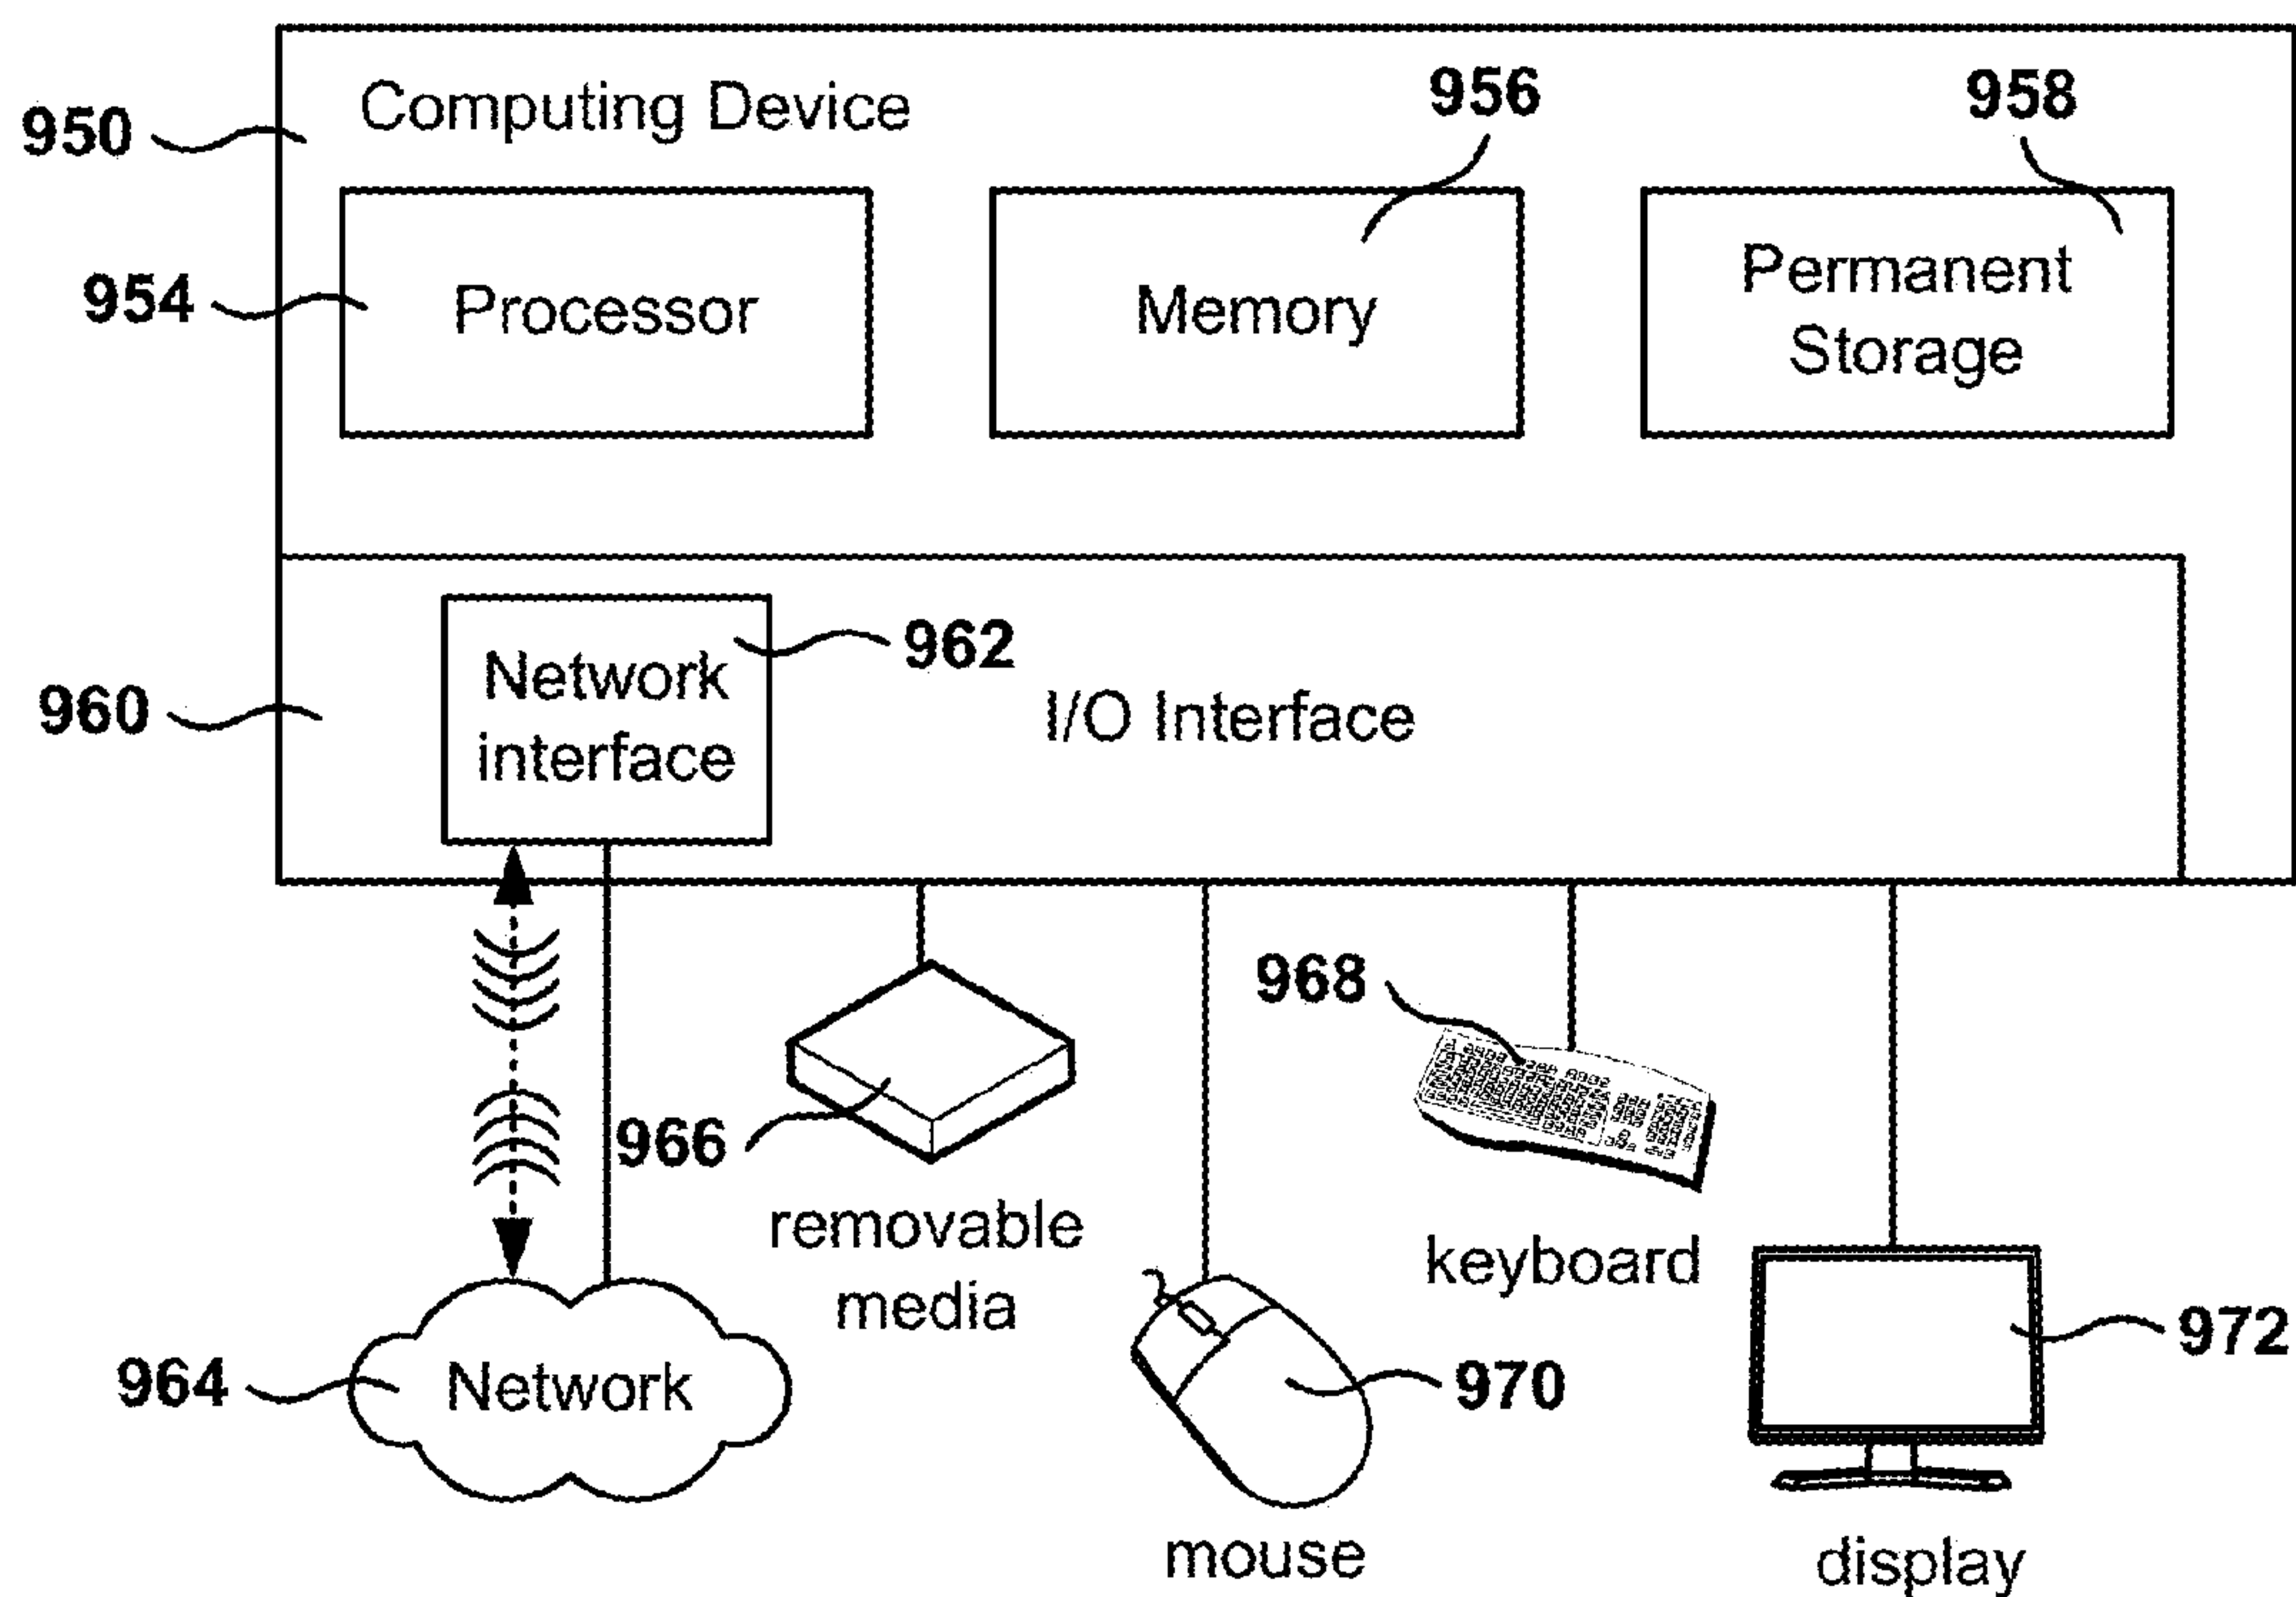 950
Computing Device
956
958
954
Processor
Memory
Permanent
Storage
960
Network
interface
962
I/O Interface
966
removable
media
968
keyboard
964
Network
970
mouse
972
display